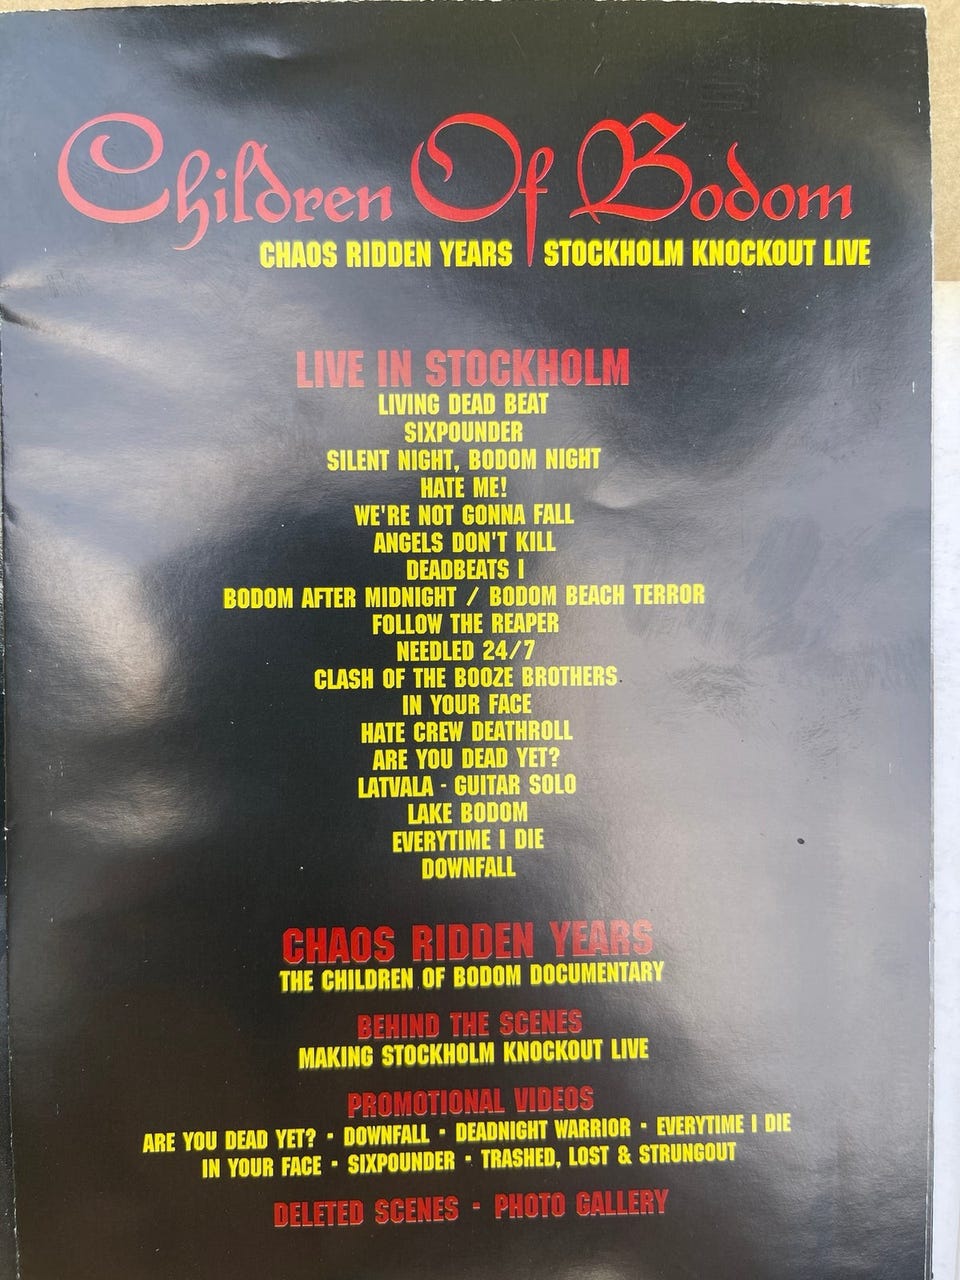 Children Of Bodom
CHAOS RIDDEN YEARS STOCKHOLM KNOCKOUT LIVE
LIVE IN STOCKHOLM
LIVING DEAD BEAT
SIXPOUNDER
SILENT NIGHT, BODOM NIGHT
HATE ME!
WE'RE NOT GONNA FALL
ANGELS DON'T KILL
DEADBEATS I
BODOM AFTER MIDNIGHT / BODOM BEACH TERROR
FOLLOW THE REAPER
NEEDLED 24/7
CLASH OF THE BOOZE BROTHERS
IN YOUR FACE
HATE CREW DEATHROLL
ARE YOU DEAD YET?
LATVALA - GUITAR SOLO
LAKE BODOM
EVERYTIME I DIE
DOWNFALL
CHAOS RIDDEN YEARS
THE CHILDREN OF BODOM DOCUMENTARY
BEHIND THE SCENES
MAKING STOCKHOLM KNOCKOUT LIVE
PROMOTIONAL VIDEOS
ARE YOU DEAD YET? · DOWNFALL · DEADNIGHT WARRIOR · EVERYTIME I DIE
IN YOUR FACE · SIXPOUNDER · TRASHED, LOST & STRUNGOUT
DELETED SCENES · PHOTO GALLERY